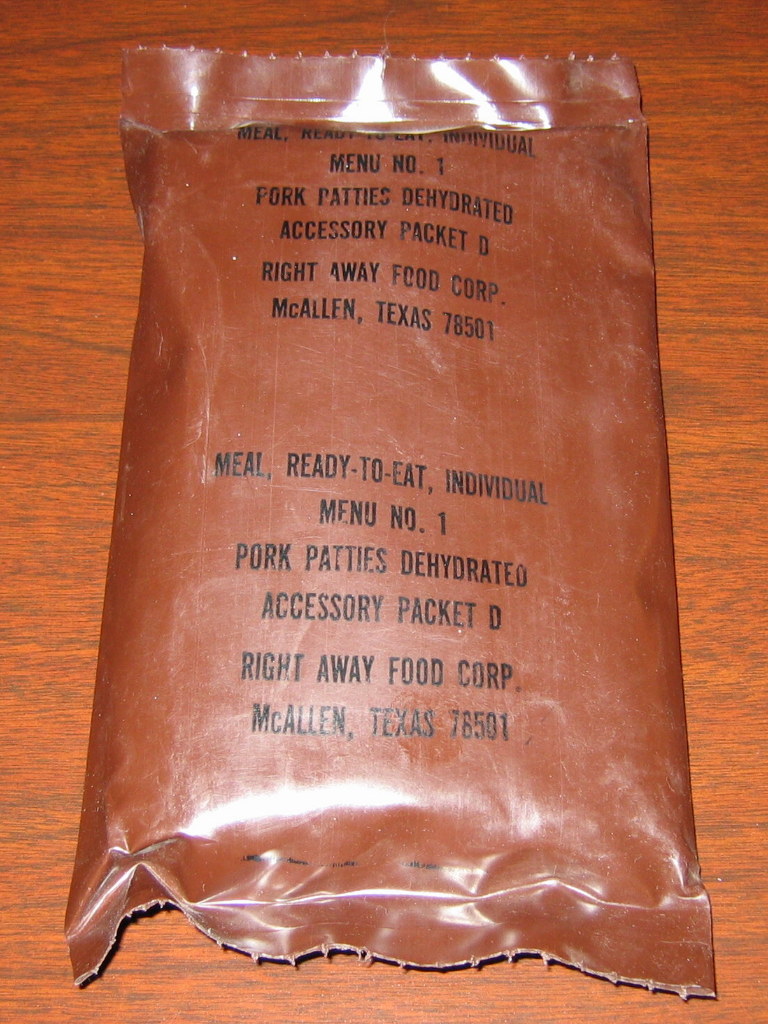 MEAL, READY-TO-EAT, INDIVIDUAL
MENU NO. 1
PORK PATTIES DEHYDRATED
ACCESSORY PACKET D
RIGHT AWAY FOOD CORP.
McALLEN, TEXAS 78501
MEAL, READY-TO-EAT, INDIVIDUAL
MENU NO. 1
PORK PATTIES DEHYDRATED
ACCESSORY PACKET D
RIGHT AWAY FOOD CORP.
McALLEN, TEXAS 78501